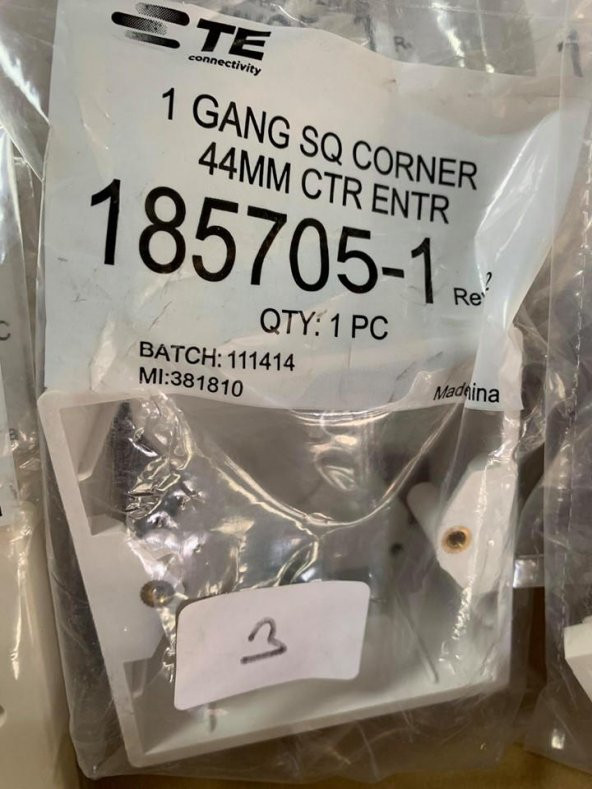 TE
connectivity
1 GANG SQ CORNER
44MM CTR ENTR
185705-1
QTY: 1 PC
BATCH: 111414
MI:381810
3